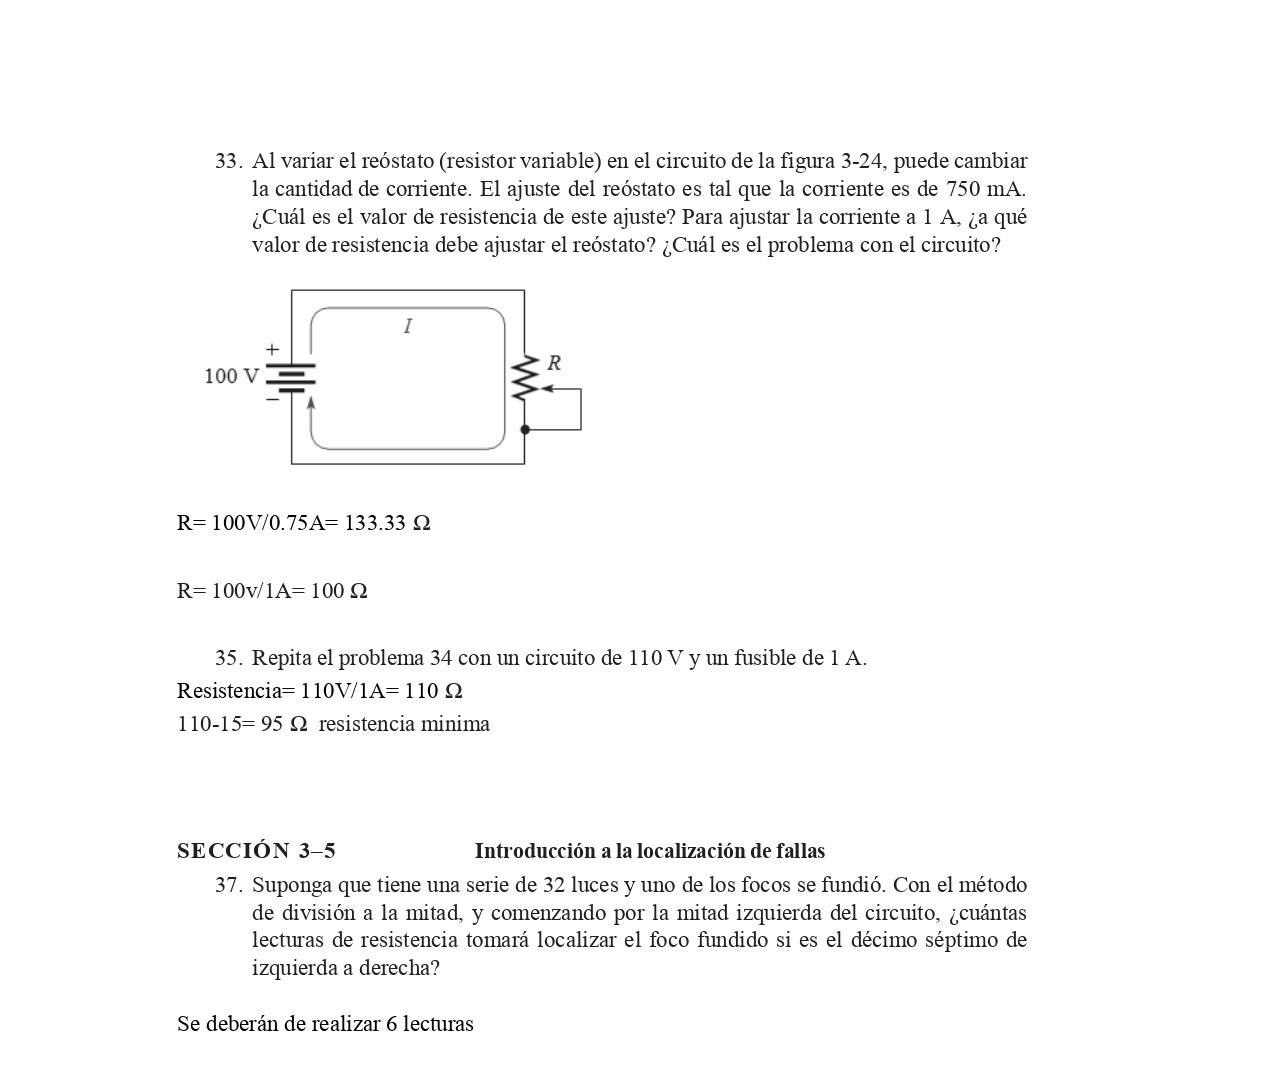 33. Al variar el reóstato (resistor variable) en el circuito de la figura 3-24, puede cambiar
la cantidad de corriente. El ajuste del reóstato es tal que la corriente es de 750 mA.
¿Cuál es el valor de resistencia de este ajuste? Para ajustar la corriente a 1 A, ¿a qué
valor de resistencia debe ajustar el reóstato? ¿Cuál es el problema con el circuito?
I
+
R
100 V
−
R= 100V/0.75A= 133.33 Ω
R= 100v/1A= 100 Ω
35. Repita el problema 34 con un circuito de 110 V y un fusible de 1 A.
Resistencia= 110V/1A= 110 Ω
110-15= 95 Ω resistencia minima
SECCIÓN 3–5 Introducción a la localización de fallas
37. Suponga que tiene una serie de 32 luces y uno de los focos se fundió. Con el método
de división a la mitad, y comenzando por la mitad izquierda del circuito, ¿cuántas
lecturas de resistencia tomará localizar el foco fundido si es el décimo séptimo de
izquierda a derecha?
Se deberán de realizar 6 lecturas